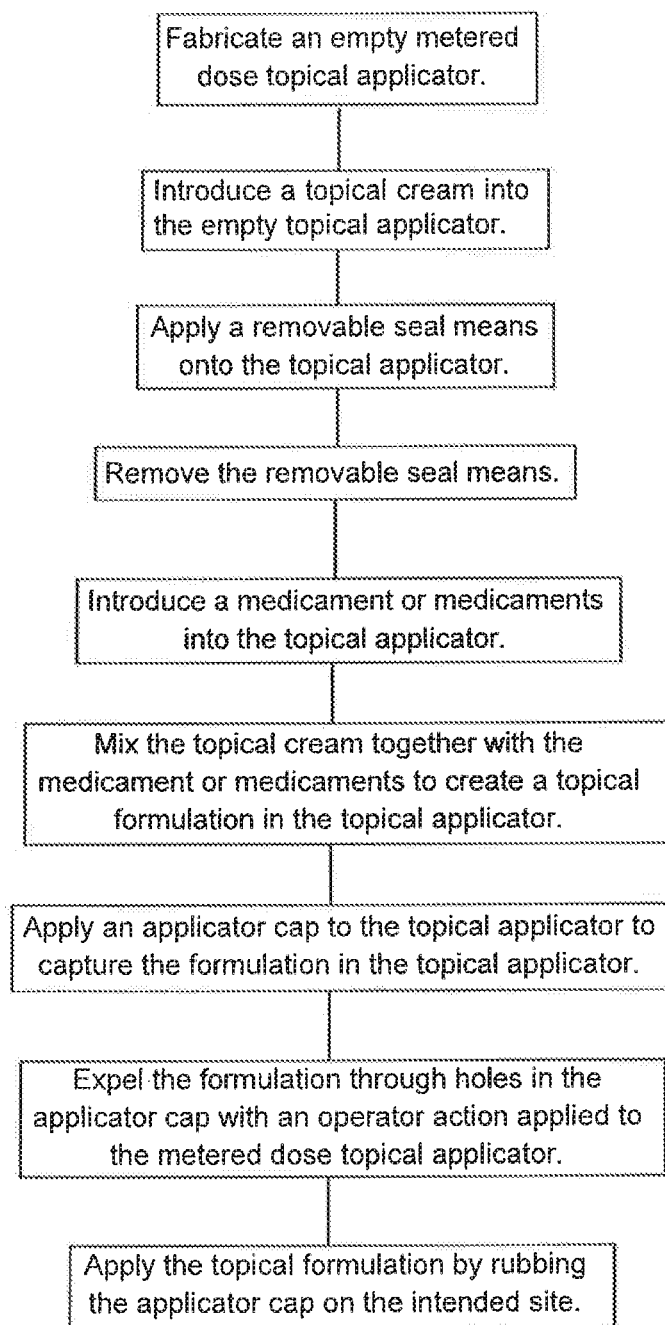 Fabricate an empty metered
dose topical applicator.
Introduce a topical cream into
the empty topical applicator.
Apply a removable seal means
onto the topical applicator.
Remove the removable seal means.
Introduce a medicament or medicaments
into the topical applicator.
Mix the topical cream together with the
medicament or medicaments to create a topical
formulation in the topical applicator.
Apply an applicator cap to the topical applicator to
capture the formulation in the topical applicator.
Expel the formulation through holes in the
applicator cap with an operator action applied to
the metered dose topical applicator.
Apply the topical formulation by rubbing
the applicator cap on the intended site.